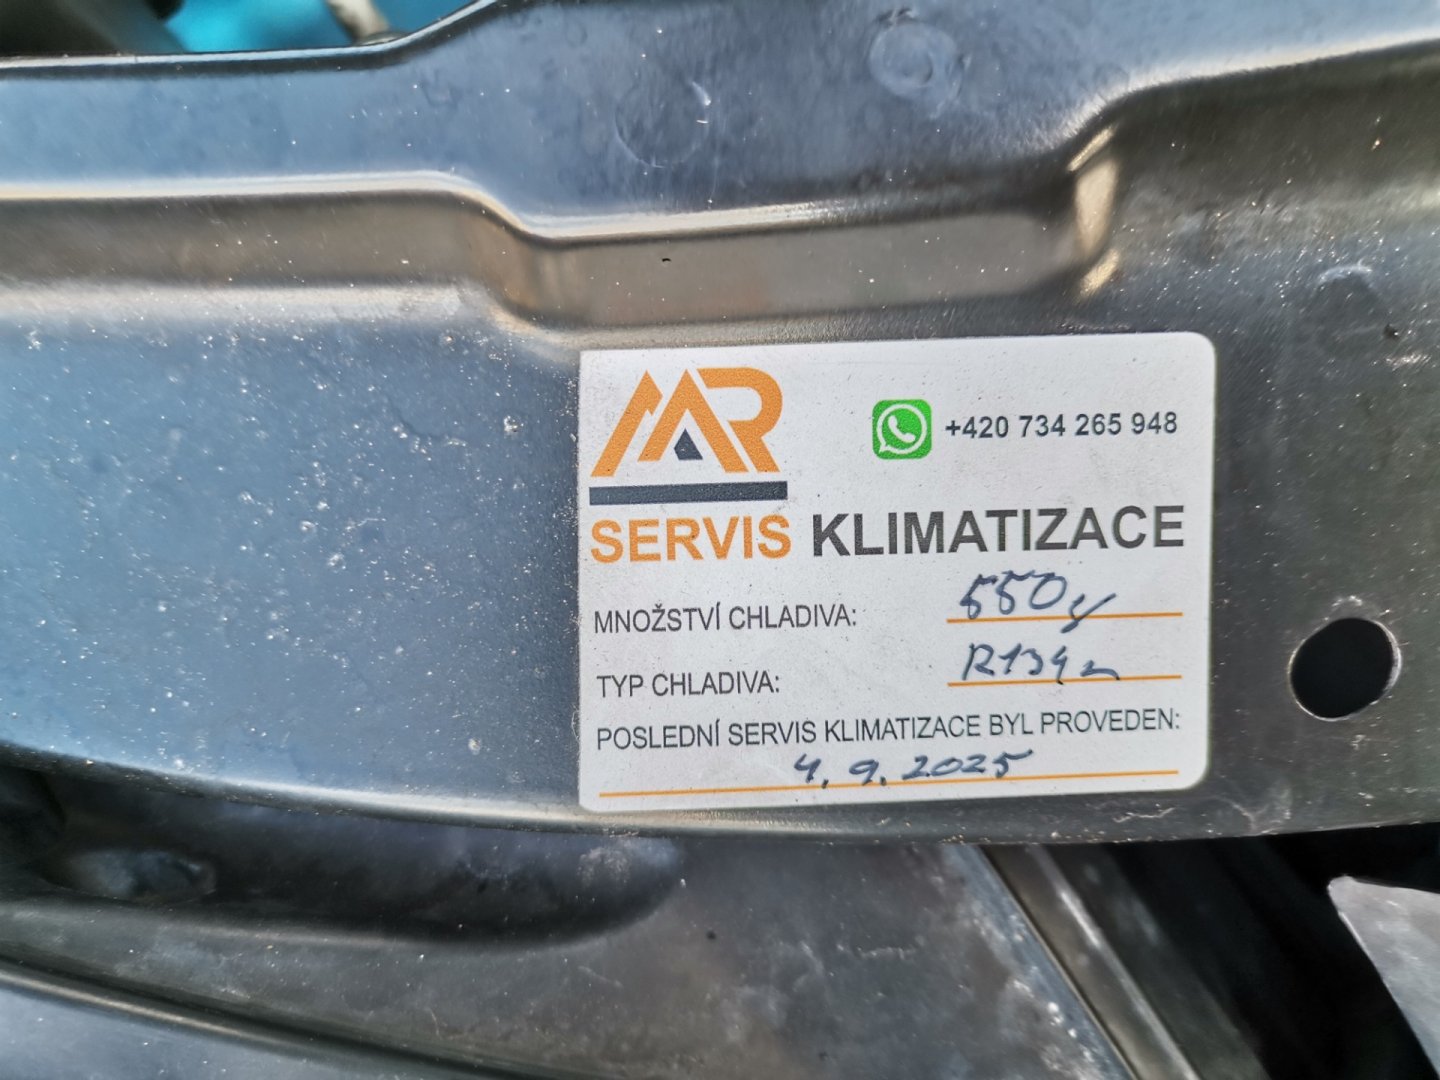 MR
+420 734 265 948
SERVIS KLIMATIZACE
MNOŽSTVÍ CHLADIVA: 550g
TYP CHLADIVA: R134a
POSLEDNÍ SERVIS KLIMATIZACE BYL PROVEDEN:
4. 9. 2025